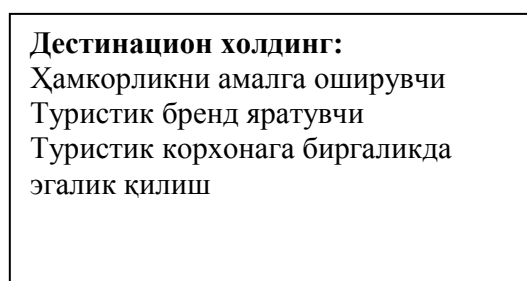 Дестинацион холдинг:
Ҳамкорликни амалга оширувчи
Туристик бренд яратувчи
Туристик корхонага биргаликда
эгалик қилиш